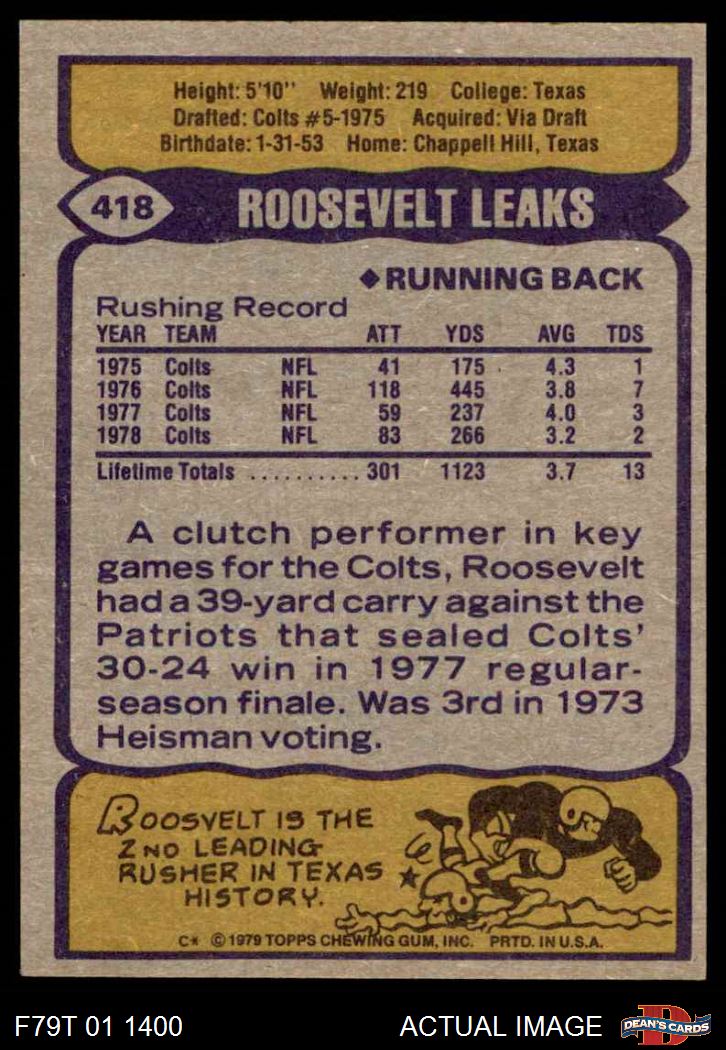 Height: 5'10'' Weight: 219 College: Texas
Drafted: Colts #5-1975 Acquired: Via Draft
Birthdate: 1-31-53 Home: Chappell Hill, Texas
418 ROOSEVELT LEAKS
◆RUNNING BACK
Rushing Record
YEAR TEAM ATT YDS AVG TDS
1975 Colts NFL 41 175 4.3 1
1976 Colts NFL 118 445 3.8 7
1977 Colts NFL 59 237 4.0 3
1978 Colts NFL 83 266 3.2 2
Lifetime Totals .......... 301 1123 3.7 13
A clutch performer in key
games for the Colts, Roosevelt
had a 39-yard carry against the
Patriots that sealed Colts'
30-24 win in 1977 regular-
season finale. Was 3rd in 1973
Heisman voting.
ROOSVELT IS THE
2ND LEADING
RUSHER IN TEXAS
HISTORY.
C* © 1979 TOPPS CHEWING GUM, INC. PRTD. IN U.S.A.
F79T 01 1400 ACTUAL IMAGE D DEAN'S CARDS